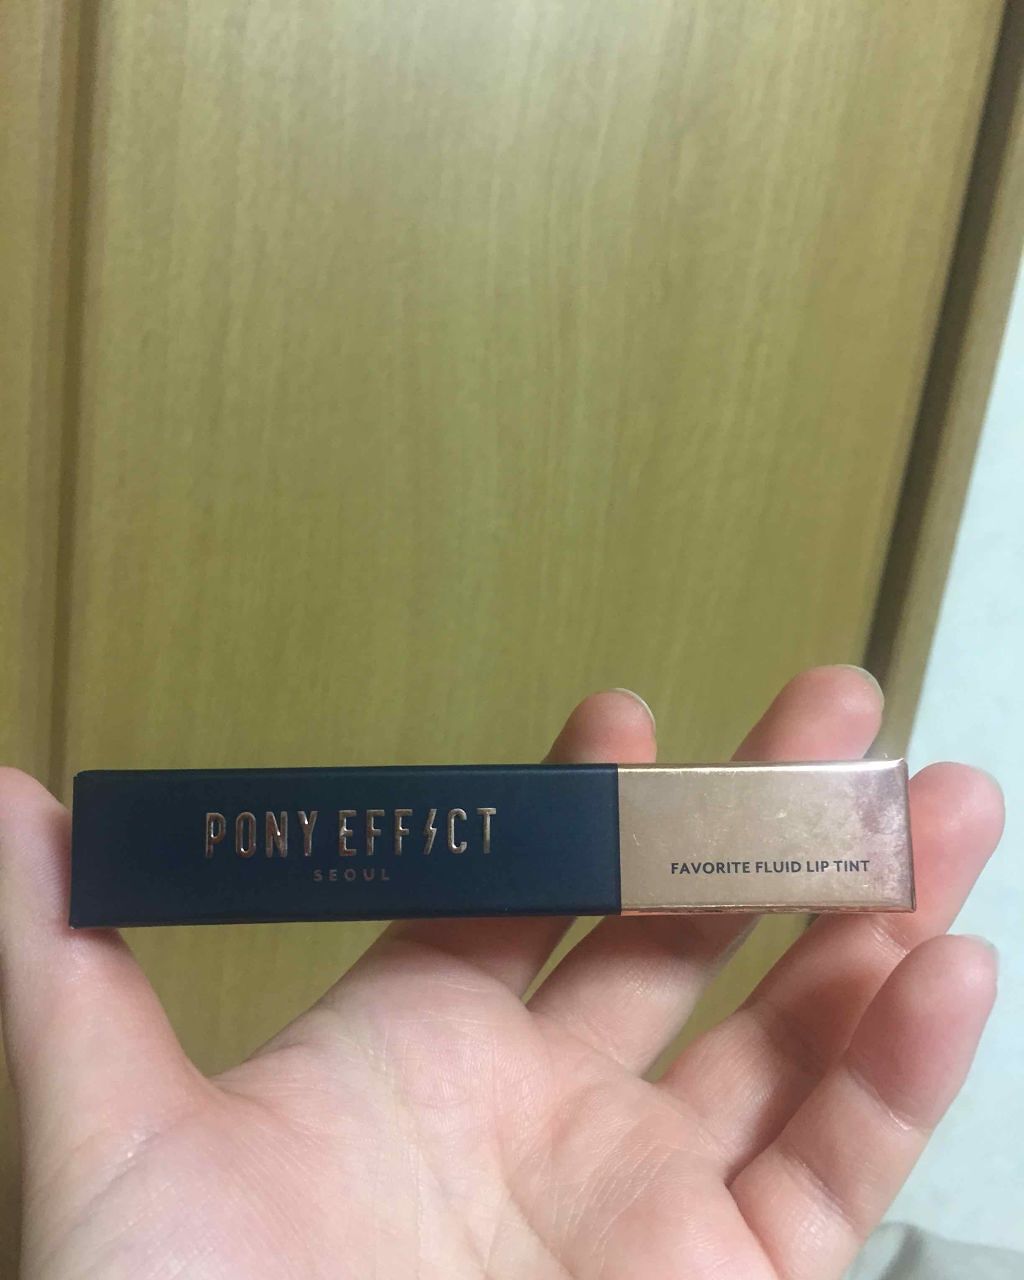 PONY EFFECT
SEOUL
FAVORITE FLUID LIP TINT